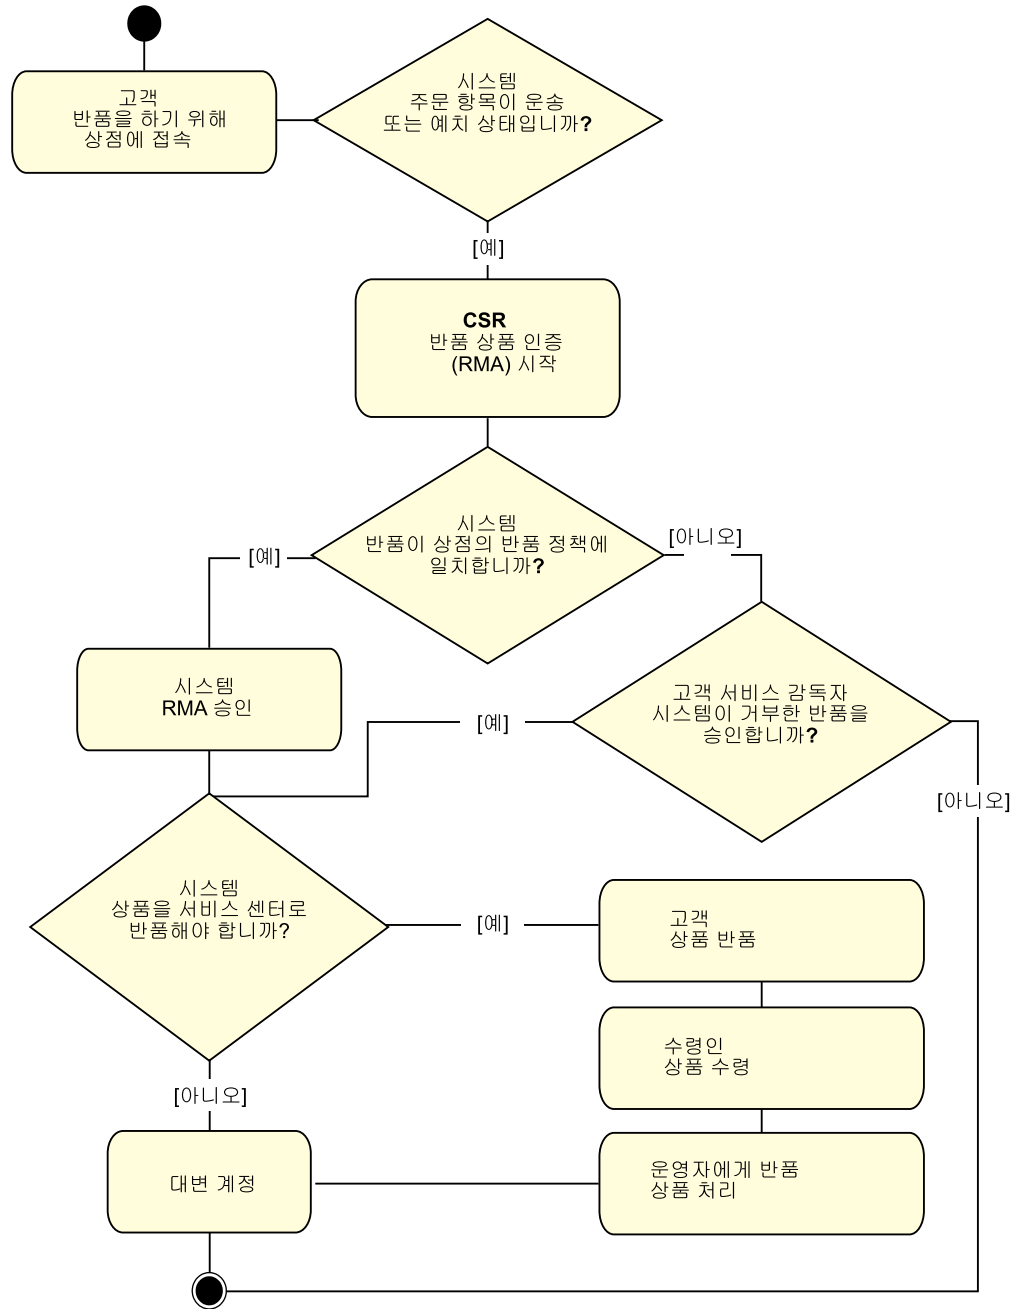 고객
반품을 하기 위해
상점에 접속
시스템
주문 항목이 운송
또는 예치 상태입니까?
[예]
CSR
반품 상품 인증
(RMA) 시작
시스템
반품이 상점의 반품 정책에
일치합니까?
[예]
[아니오]
시스템
RMA 승인
고객 서비스 감독자
시스템이 거부한 반품을
승인합니까?
[예]
[아니오]
시스템
상품을 서비스 센터로
반품해야 합니까?
[예]
고객
상품 반품
수령인
상품 수령
[아니오]
대변 계정
운영자에게 반품
상품 처리